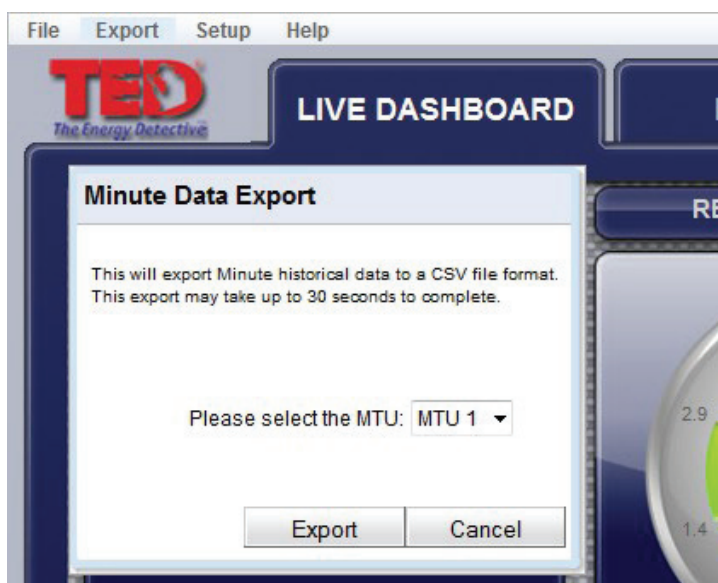 File Export Setup Help
TED
The Energy Detective
LIVE DASHBOARD
Minute Data Export
This will export Minute historical data to a CSV file format.
This export may take up to 30 seconds to complete.
Please select the MTU: MTU 1
Export Cancel
2.9
1.4